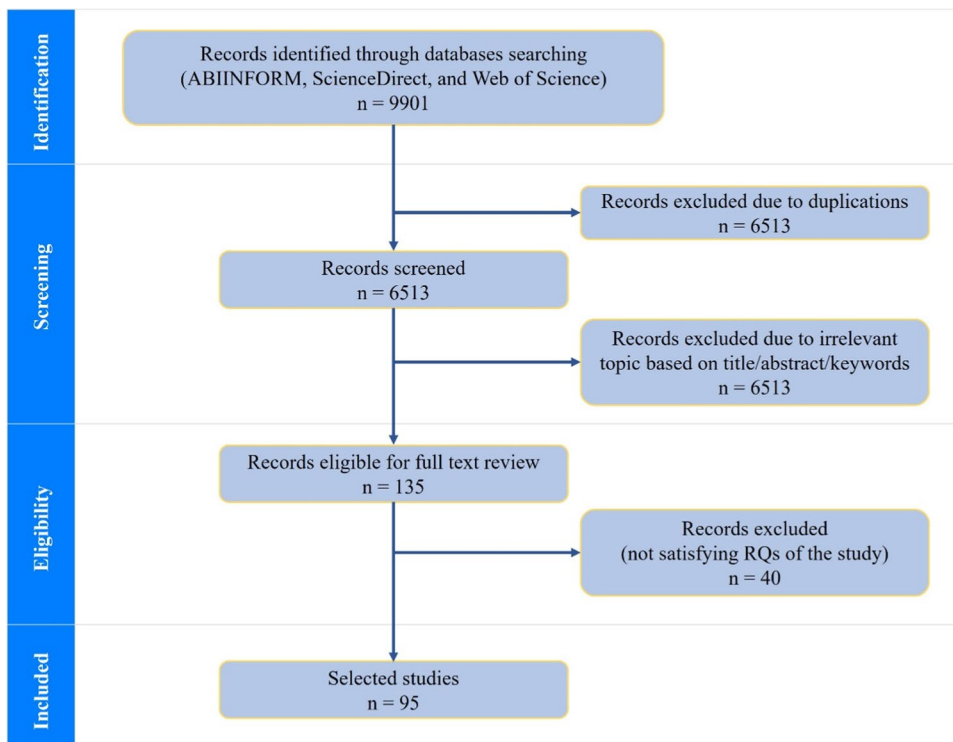 Identification
Records identified through databases searching
(ABIINFORM, ScienceDirect, and Web of Science)
n = 9901
Screening
Records excluded due to duplications
n = 6513
Records screened
n = 6513
Records excluded due to irrelevant
topic based on title/abstract/keywords
n = 6513
Eligibility
Records eligible for full text review
n = 135
Records excluded
(not satisfying RQs of the study)
n = 40
Included
Selected studies
n = 95